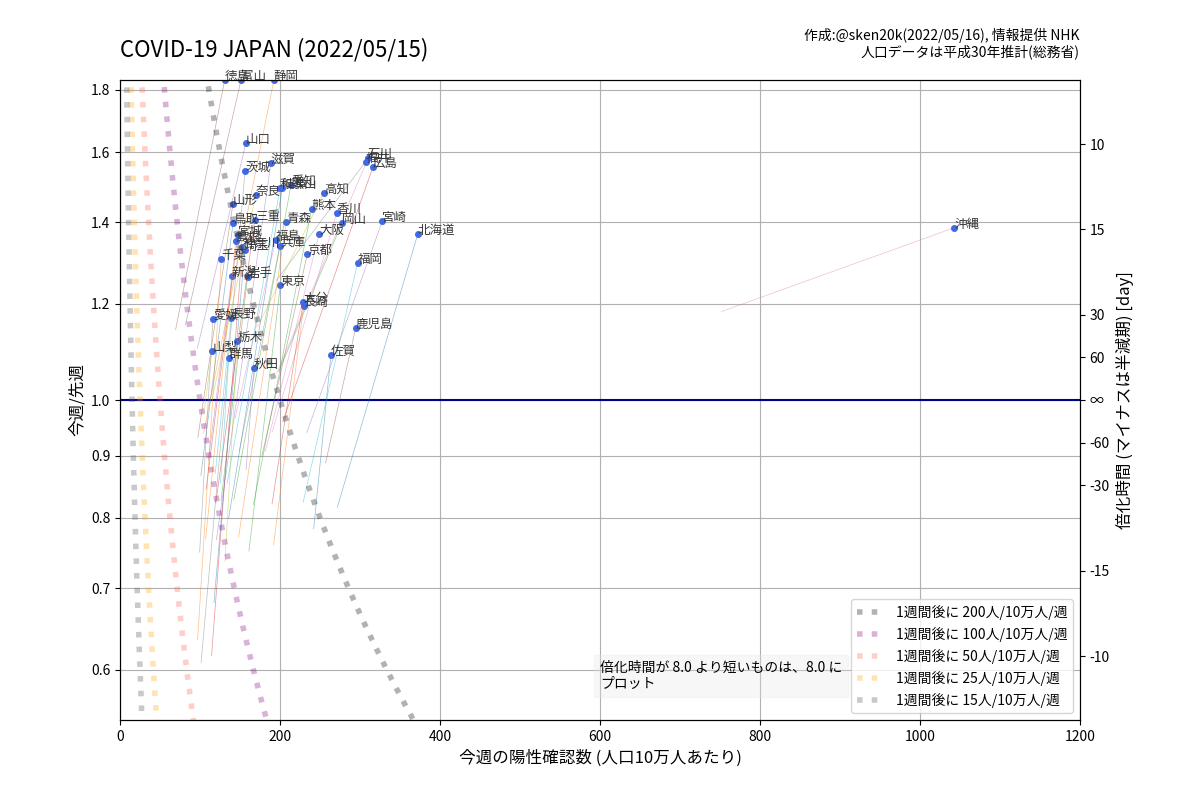 COVID-19 JAPAN (2022/05/15)
作成:@sken20k(2022/05/16), 情報提供 NHK
人口データは平成30年推計(総務省)
徳島
富山
静岡
1.8
山口
10
石川
1.6
滋賀
広島
茨城
愛知
高知
奈良
山形
熊本
香川
鳥取
三重
青森
岡山
宮崎
1.4
沖縄
15
宮城
大阪
北海道
福島
兵庫
埼玉
京都
千葉
福岡
新潟
岩手
東京
大分
長崎
1.2
愛媛
長野
30
鹿児島
栃木
山梨
群馬
佐賀
60
秋田
1.0
∞
今週/先週
倍化時間 (マイナスは半減期) [day]
0.9
-60
-30
0.8
0.7
-15
0.6
-10
倍化時間が 8.0 より短いものは、8.0 に
プロット
1週間後に 200人/10万人/週
1週間後に 100人/10万人/週
1週間後に 50人/10万人/週
1週間後に 25人/10万人/週
1週間後に 15人/10万人/週
0
200
400
600
800
1000
1200
今週の陽性確認数 (人口10万人あたり)